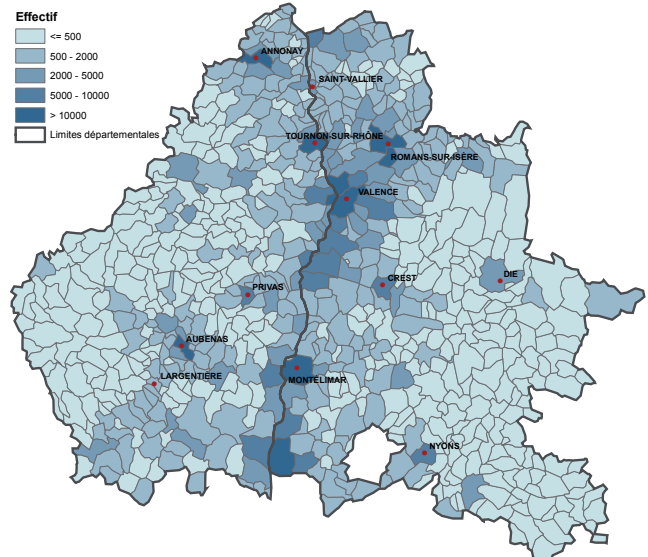 Effectif
<= 500
500 - 2000
2000 - 5000
5000 - 10000
> 10000
Limites départementales
ANNONAY
SAINT-VALLIER
TOURNON-SUR-RHÔNE
ROMANS-SUR-ISÈRE
VALENCE
DIE
CREST
PRIVAS
AUBENAS
LARGENTIÈRE
MONTÉLIMAR
NYONS